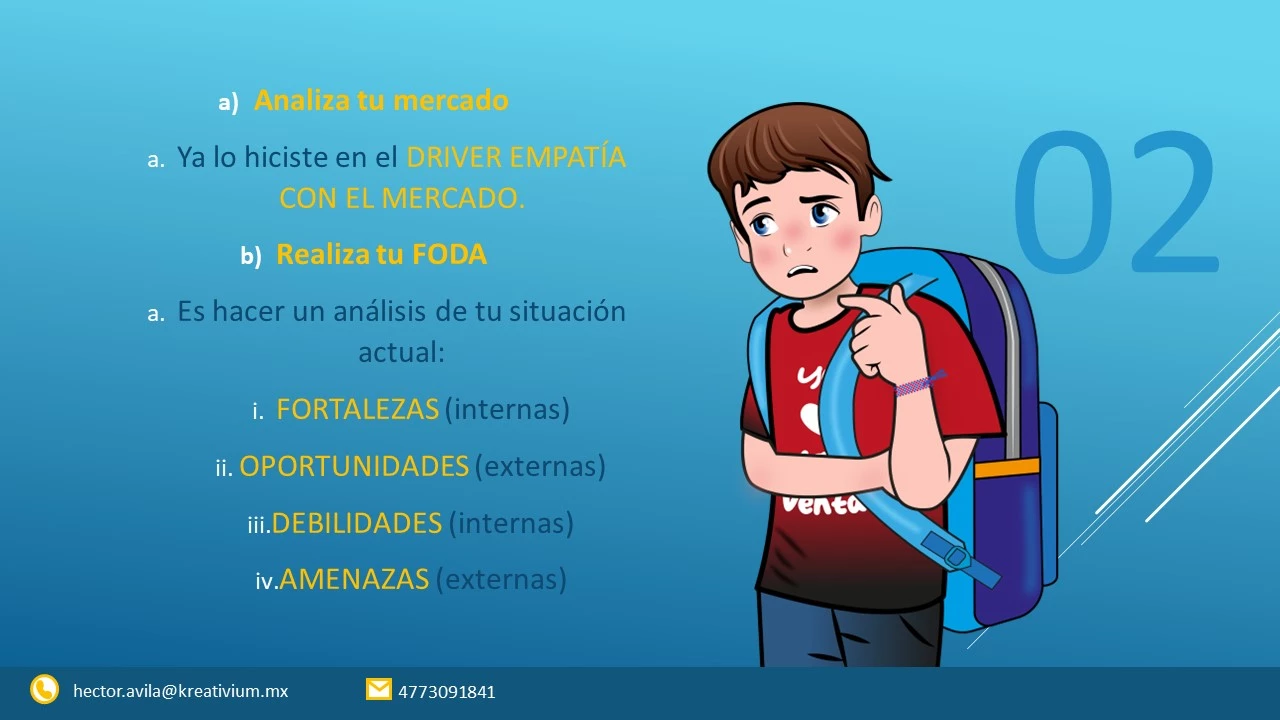 a) Analiza tu mercado
a. Ya lo hiciste en el DRIVER EMPATÍA
CON EL MERCADO.
b) Realiza tu FODA
a. Es hacer un análisis de tu situación
actual:
i. FORTALEZAS (internas)
ii. OPORTUNIDADES (externas)
iii.DEBILIDADES (internas)
iv.AMENAZAS (externas)
02
venta
hector.avila@kreativium.mx
4773091841